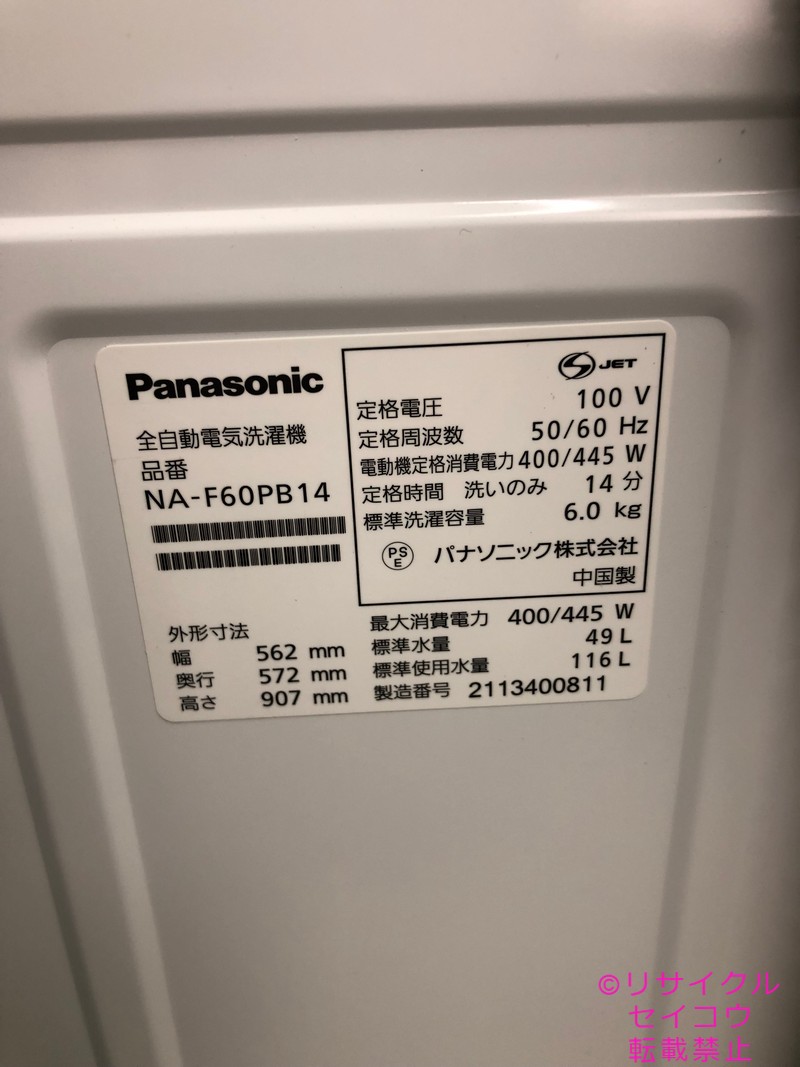 Panasonic
全自動電気洗濯機
品番
NA-F60PB14
外形寸法
幅 562 mm
奥行 572 mm
高さ 907 mm
S JET
定格電圧 100 V
定格周波数 50/60 Hz
電動機定格消費電力 400/445 W
定格時間 洗いのみ 14 分
標準洗濯容量 6.0 kg
PS
E
パナソニック株式会社
中国製
最大消費電力 400/445 W
標準水量 49 L
標準使用水量 116 L
製造番号 2113400811
©リサイクル
セイコウ
転載禁止